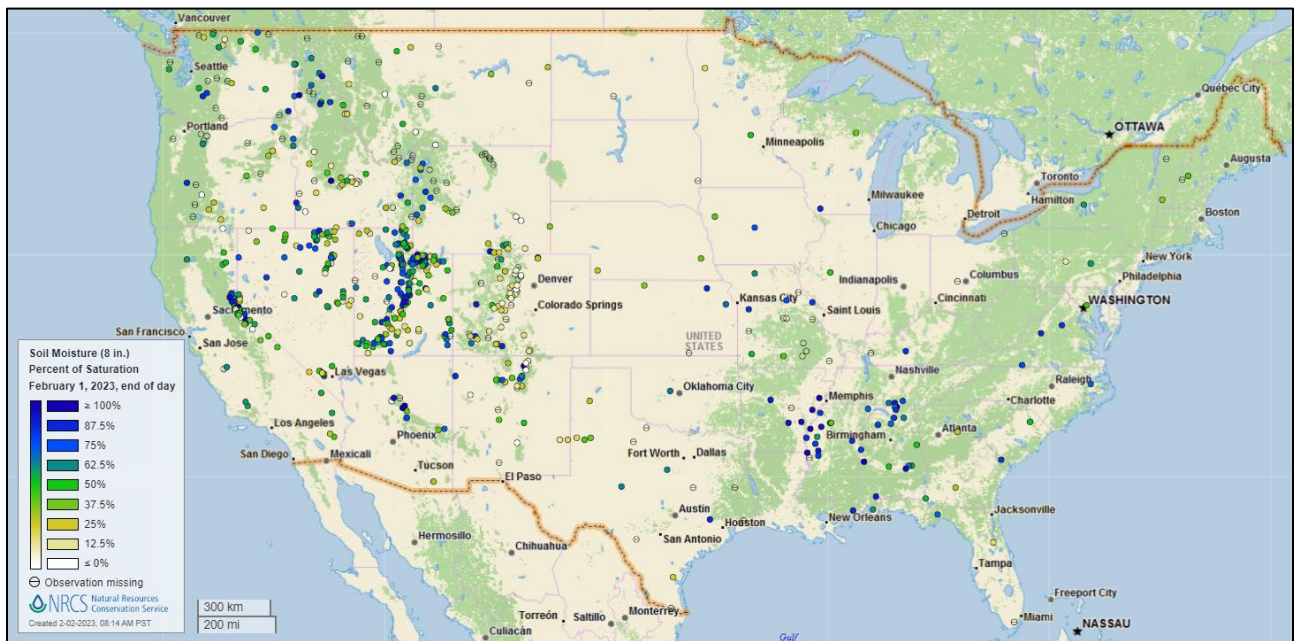 Vancouver
Seattle
Québec City
Portland
OTTAWA
Minneapolis
Augusta
Toronto
Milwaukee
Hamilton
Detroit
Boston
Chicago
New York
Denver
Indianapolis
Columbus
Philadelphia
Colorado Springs
Kansas City
Cincinnati
WASHINGTON
Sacramento
Saint Louis
San Francisco
San Jose
UNITED
STATES
Las Vegas
Nashville
Raleigh
Oklahoma City
Memphis
Charlotte
Los Angeles
Phoenix
Birmingham
Atlanta
San Diego
Mexicali
Fort Worth
Dallas
Tucson
El Paso
Austin
Jacksonville
Houston
New Orleans
San Antonio
Hermosillo
Chihuahua
Tampa
Freeport City
Torreón
Saltillo
Monterrey
Miami
Culiacán
NASSAU
Gulf
Soil Moisture (8 in.)
Percent of Saturation
February 1, 2023, end of day
≥ 100%
87.5%
75%
62.5%
50%
37.5%
25%
12.5%
≤ 0%
Observation missing
NRCS Natural Resources
Conservation Service
Created 2-02-2023, 08:14 AM PST
300 km
200 mi